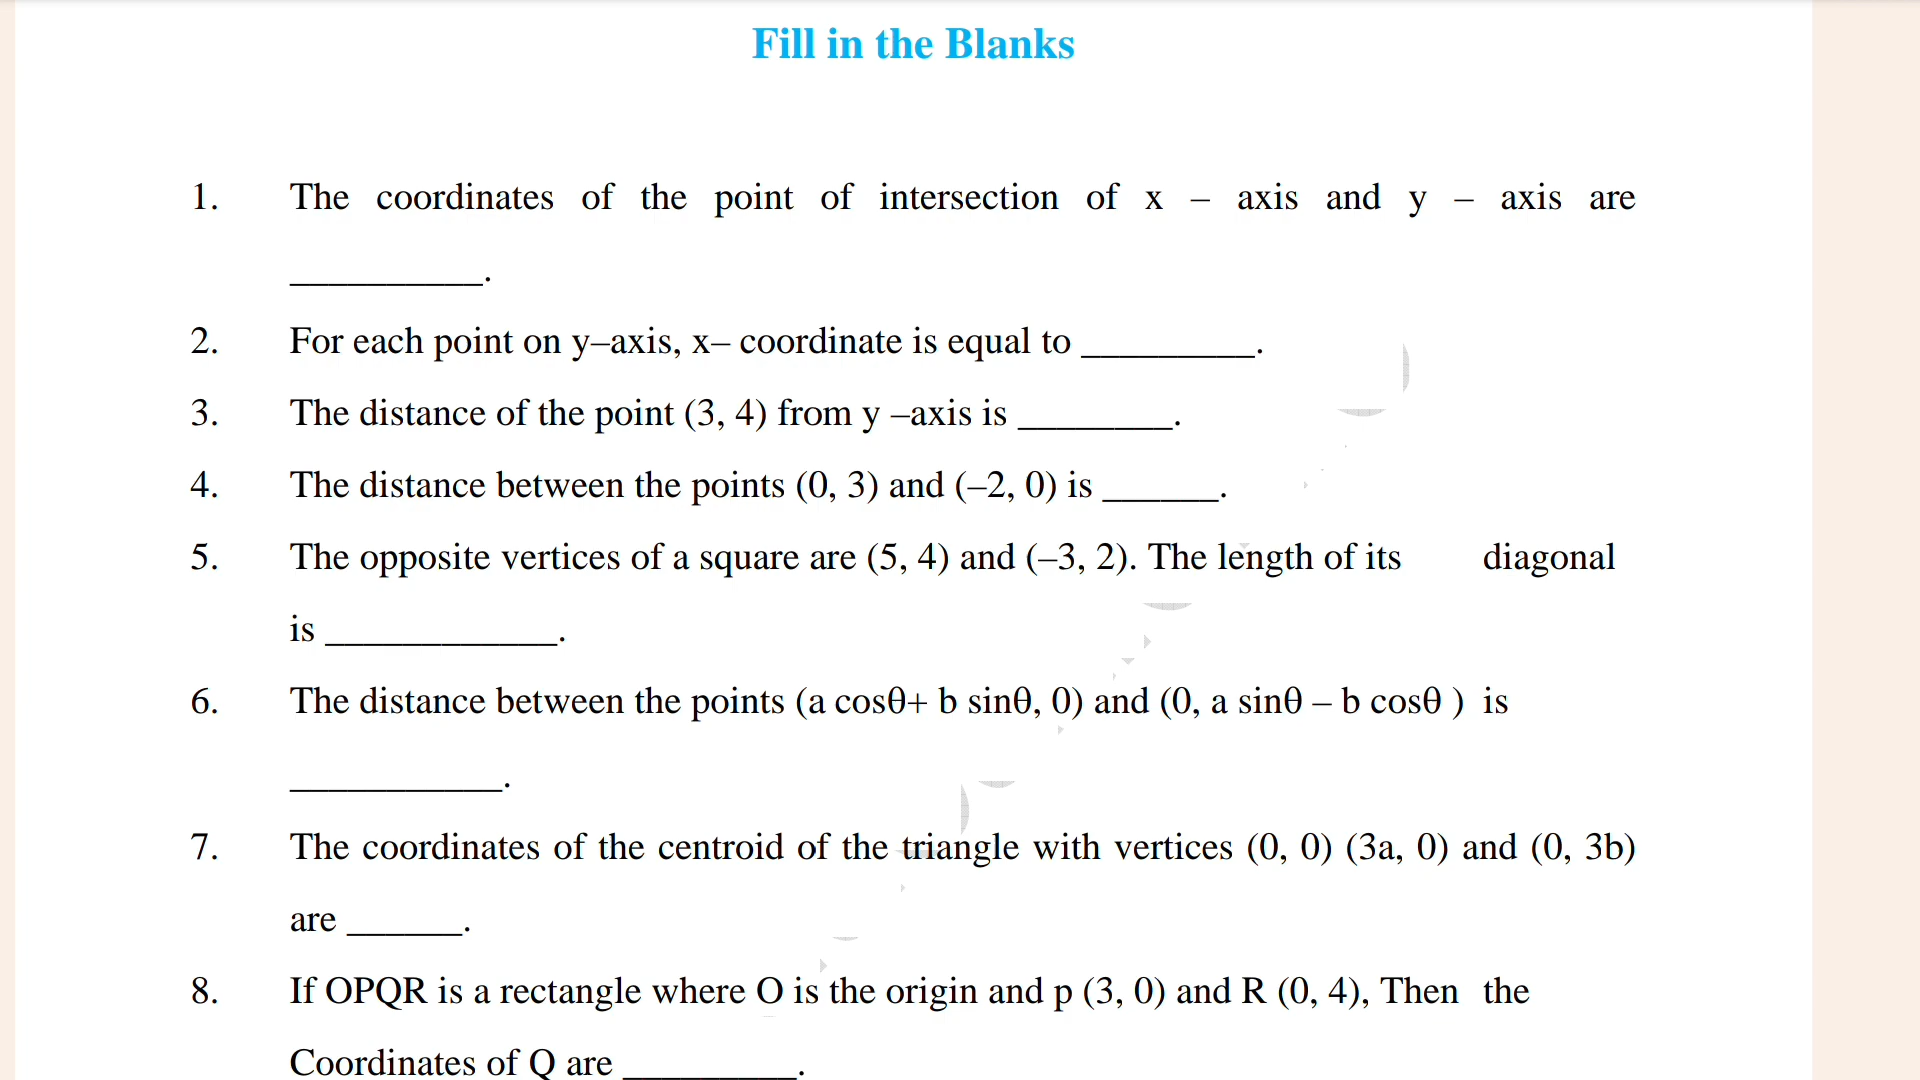 Fill in the Blanks
1. The coordinates of the point of intersection of x – axis and y – axis are
__________.
2. For each point on y–axis, x– coordinate is equal to _________.
3. The distance of the point (3, 4) from y –axis is ________.
4. The distance between the points (0, 3) and (–2, 0) is ______.
5. The opposite vertices of a square are (5, 4) and (–3, 2). The length of its diagonal
is ____________.
6. The distance between the points (a cosθ+ b sinθ, 0) and (0, a sinθ – b cosθ ) is
___________.
7. The coordinates of the centroid of the triangle with vertices (0, 0) (3a, 0) and (0, 3b)
are ______.
8. If OPQR is a rectangle where O is the origin and p (3, 0) and R (0, 4), Then the
Coordinates of Q are _________.